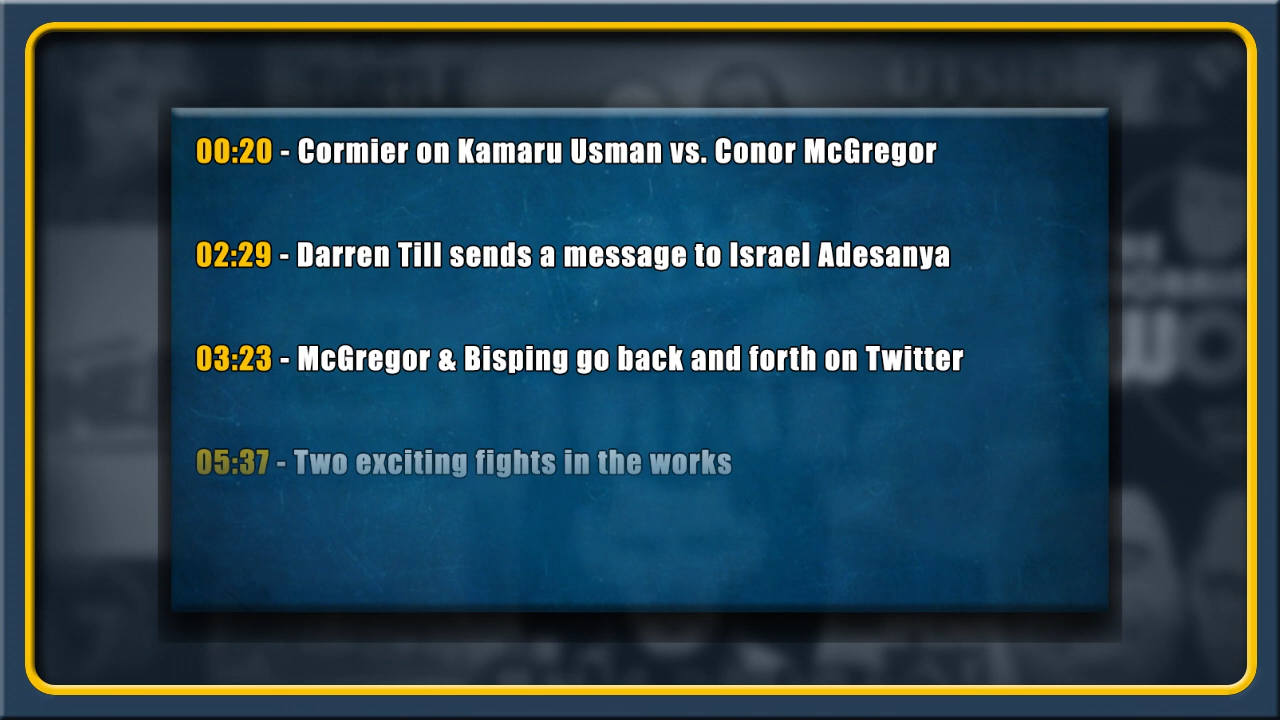 00:20 - Cormier on Kamaru Usman vs. Conor McGregor
02:29 - Darren Till sends a message to Israel Adesanya
03:23 - McGregor & Bisping go back and forth on Twitter
05:37 - Two exciting fights in the works